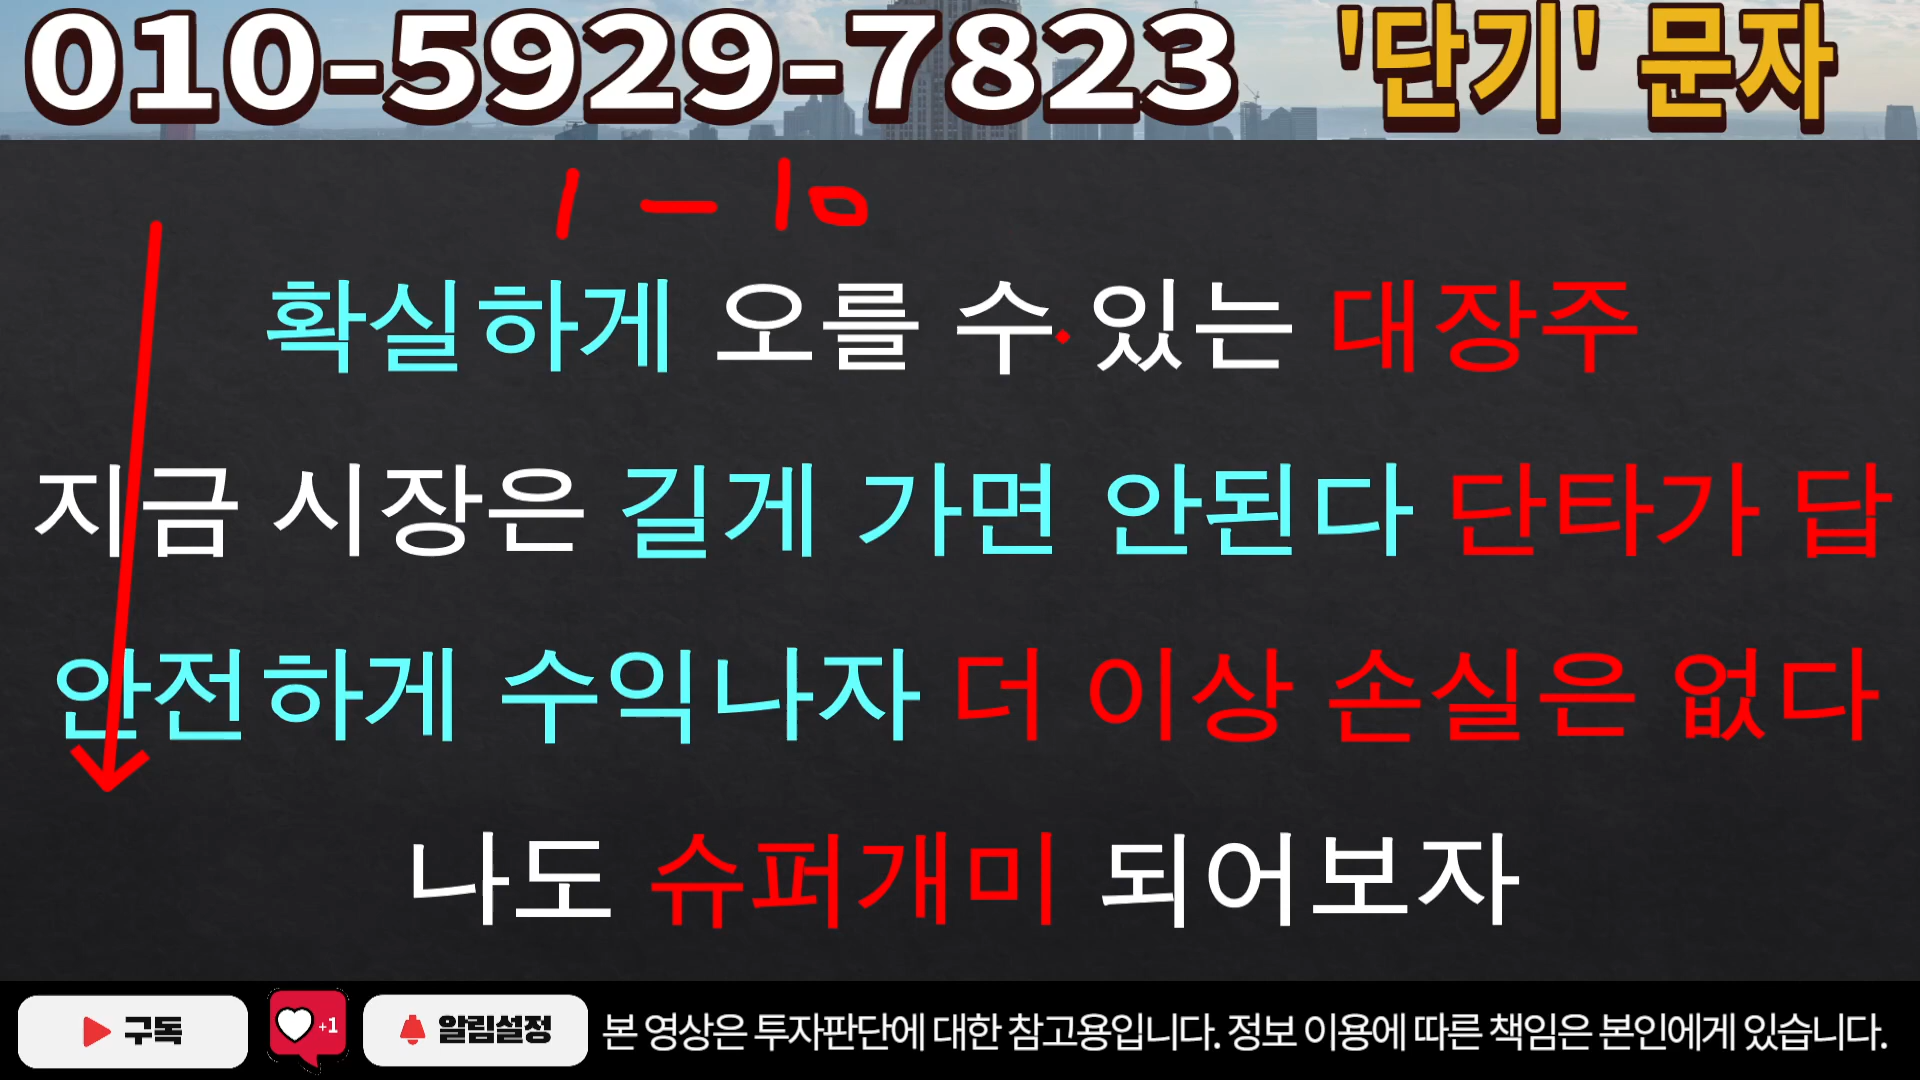 010-5929-7823 '단기' 문자
1 - 10
확실하게 오를 수 있는 대장주
지금 시장은 길게 가면 안된다 단타가 답
안전하게 수익나자 더 이상 손실은 없다
나도 슈퍼개미 되어보자
구독 +1 알림설정 본 영상은 투자판단에 대한 참고용입니다. 정보 이용에 따른 책임은 본인에게 있습니다.